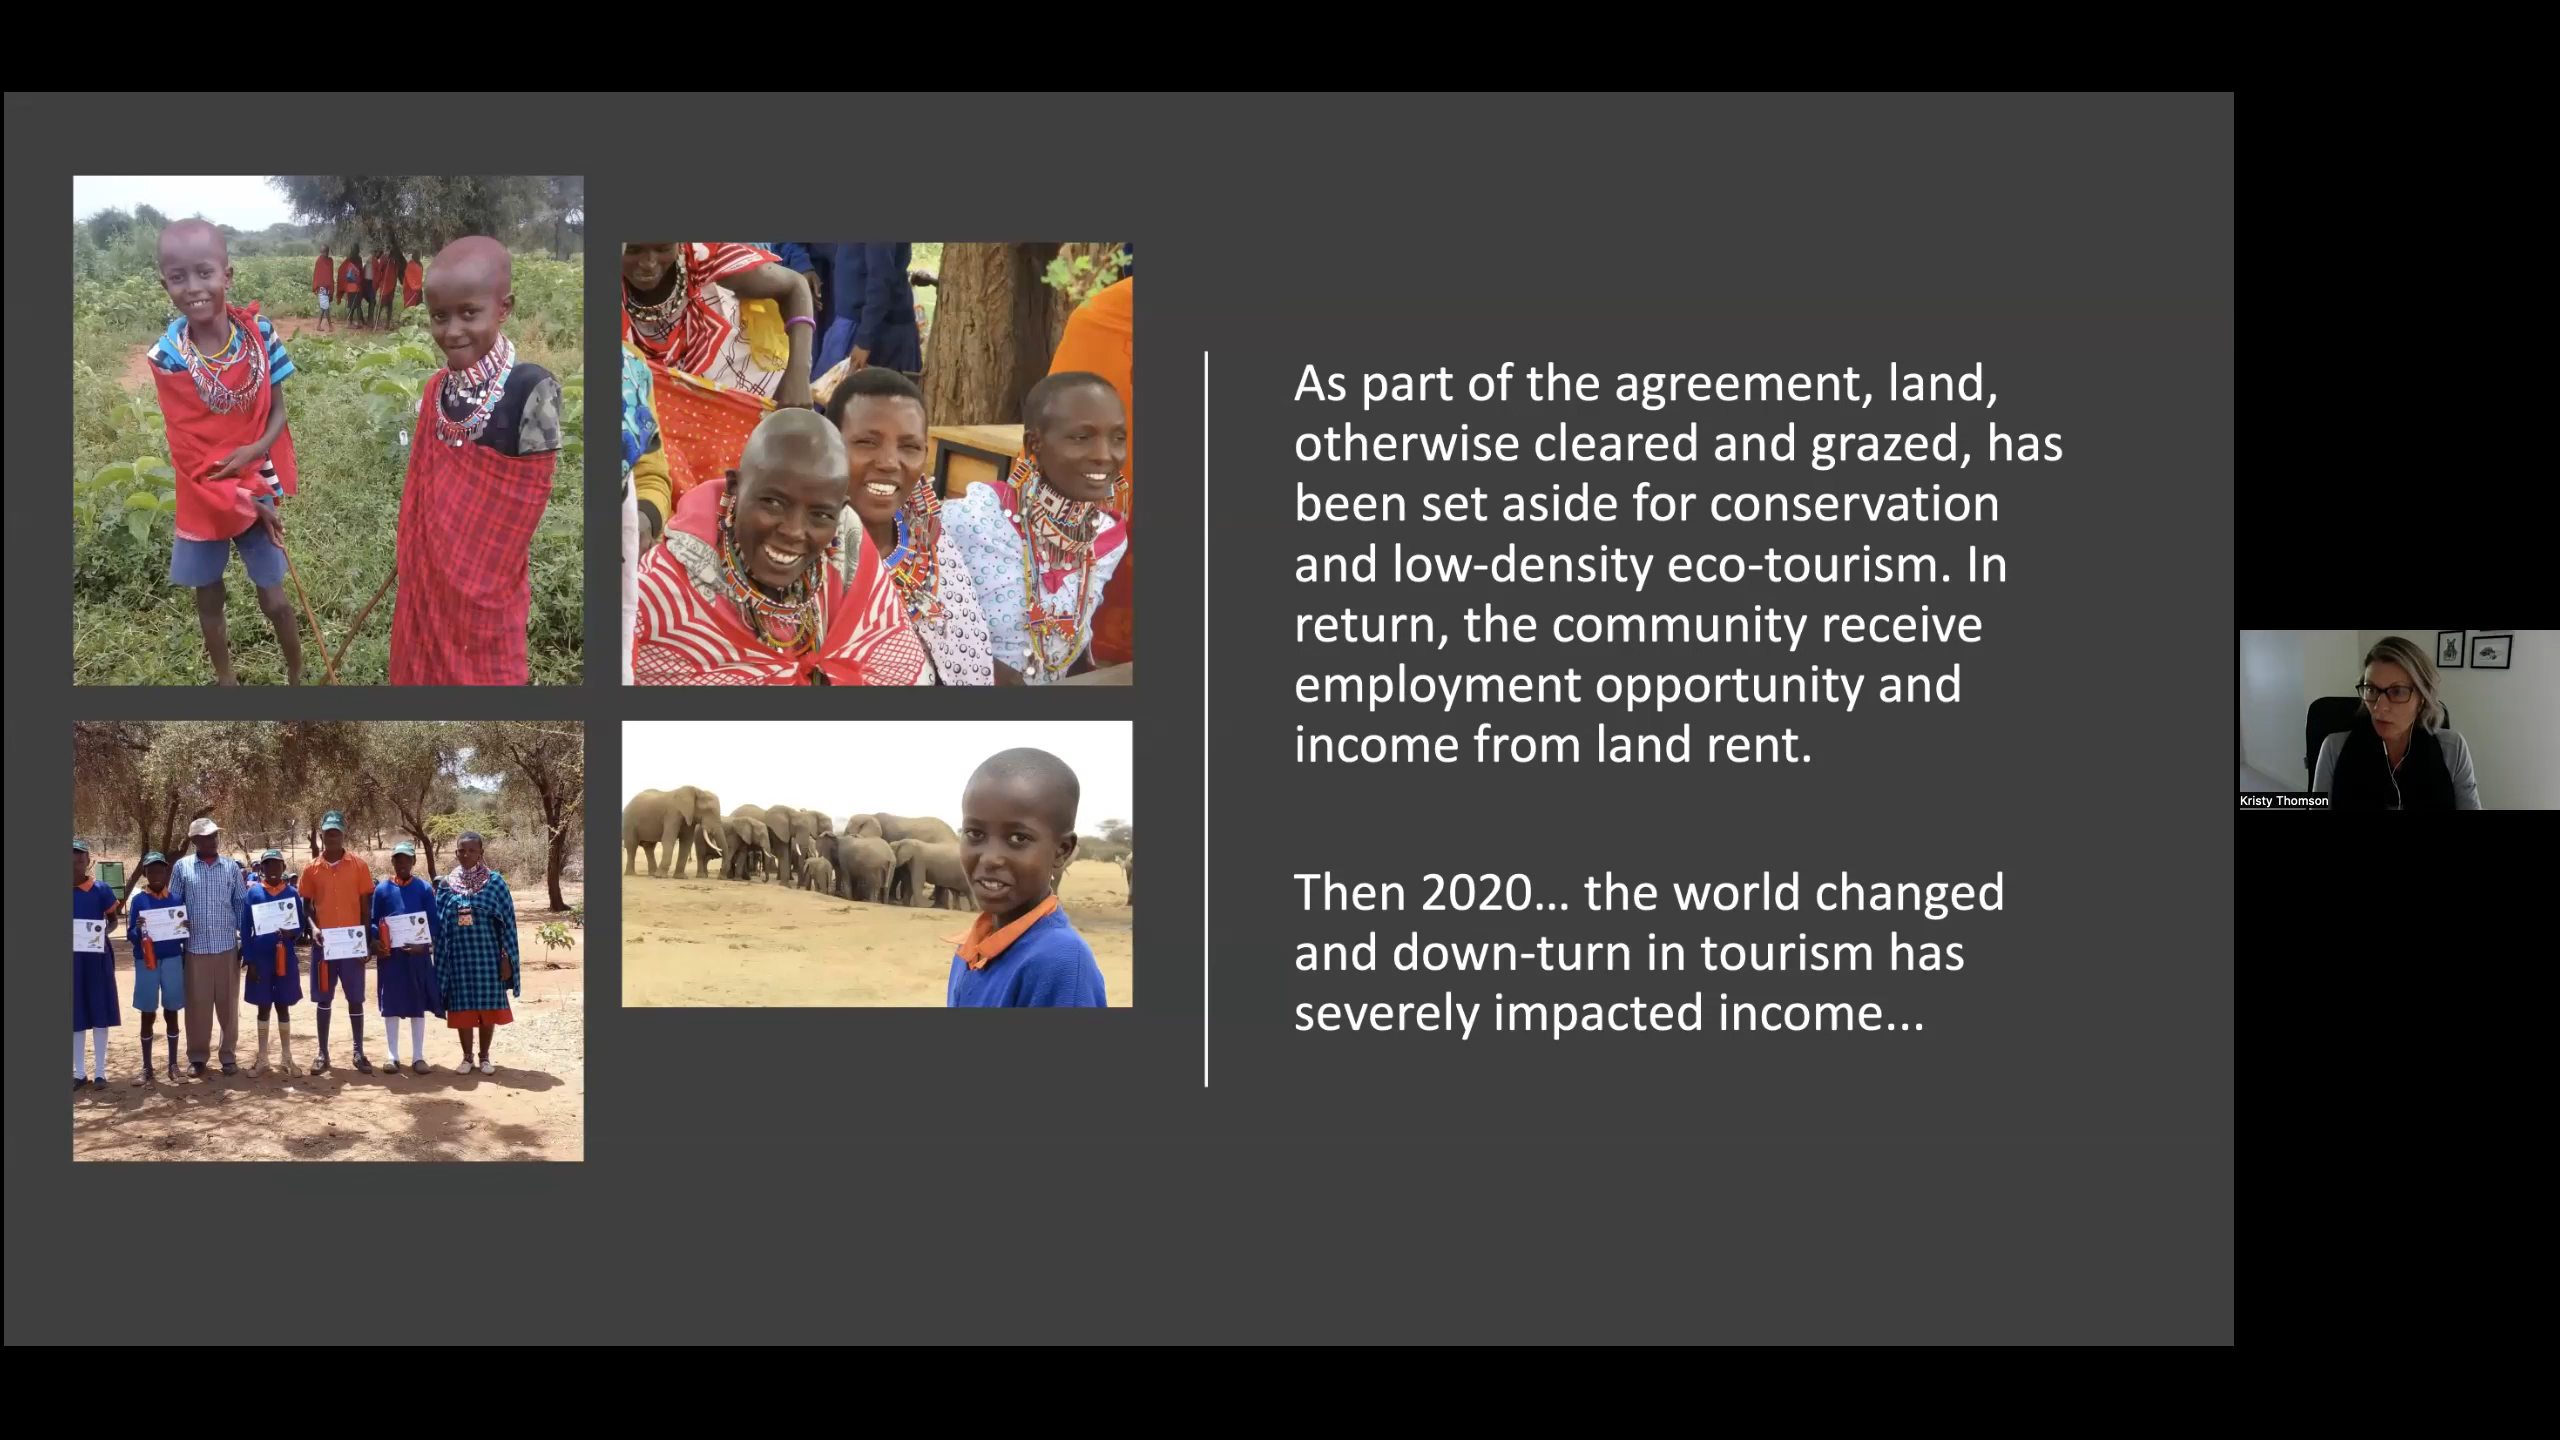 As part of the agreement, land,
otherwise cleared and grazed, has
been set aside for conservation
and low-density eco-tourism. In
return, the community receive
employment opportunity and
income from land rent.
Then 2020... the world changed
and down-turn in tourism has
severely impacted income...
Kristy Thomson